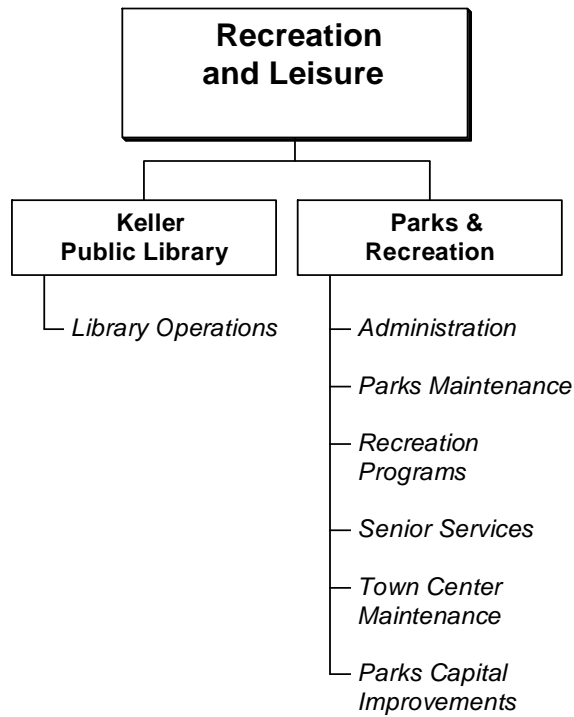 Recreation
and Leisure
Keller
Public Library
Parks &
Recreation
Library Operations
Administration
Parks Maintenance
Recreation
Programs
Senior Services
Town Center
Maintenance
Parks Capital
Improvements